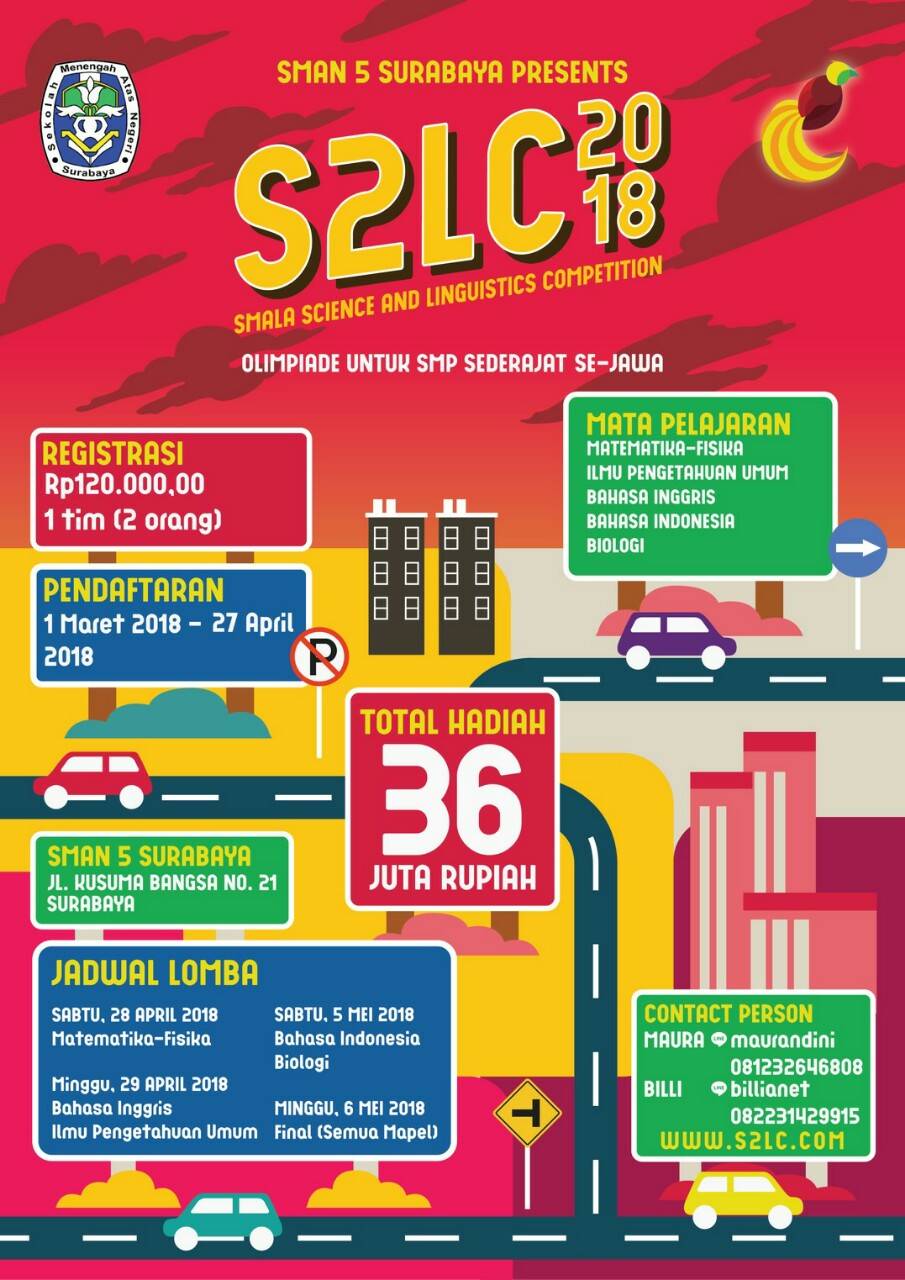 Sekolah Menengah Atas Negeri
Surabaya
SMAN 5 SURABAYA PRESENTS
S2LC 2018
SMALA SCIENCE AND LINGUISTICS COMPETITION
OLIMPIADE UNTUK SMP SEDERAJAT SE-JAWA
REGISTRASI
Rp120.000,00
1 tim (2 orang)
MATA PELAJARAN
MATEMATIKA-FISIKA
ILMU PENGETAHUAN UMUM
BAHASA INGGRIS
BAHASA INDONESIA
BIOLOGI
PENDAFTARAN
1 Maret 2018 - 27 April
2018
P
TOTAL HADIAH
36
JUTA RUPIAH
SMAN 5 SURABAYA
JL. KUSUMA BANGSA NO. 21
SURABAYA
JADWAL LOMBA
SABTU, 28 APRIL 2018
Matematika-Fisika
Minggu, 29 APRIL 2018
Bahasa Inggris
Ilmu Pengetahuan Umum
SABTU, 5 MEI 2018
Bahasa Indonesia
Biologi
MINGGU, 6 MEI 2018
Final (Semua Mapel)
CONTACT PERSON
MAURA LINE maurandini
081232646808
BILLI LINE billianet
082231429915
WWW.S2LC.COM